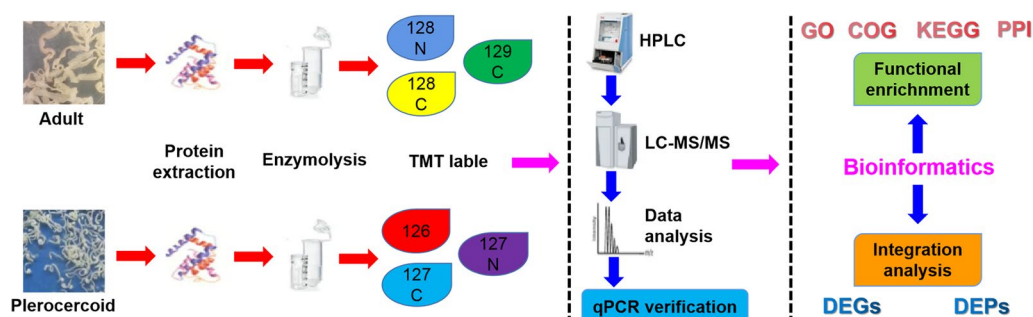 Adult
Protein
extraction
Enzymolysis
TMT lable
128
N
128
C
129
C
Plerocercoid
126
127
N
127
C
HPLC
LC-MS/MS
Data
analysis
qPCR verification
GO COG KEGG PPI
Functional
enrichnment
Bioinformatics
Integration
analysis
DEGs DEPs